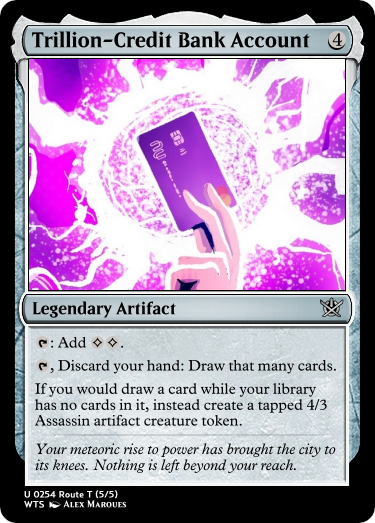 Trillion-Credit Bank Account 4
Legendary Artifact
: Add .
, Discard your hand: Draw that many cards.
If you would draw a card while your library
has no cards in it, instead create a tapped 4/3
Assassin artifact creature token.
Your meteoric rise to power has brought the city to
its knees. Nothing is left beyond your reach.
U 0254 Route T (5/5)
WTS Alex Marques